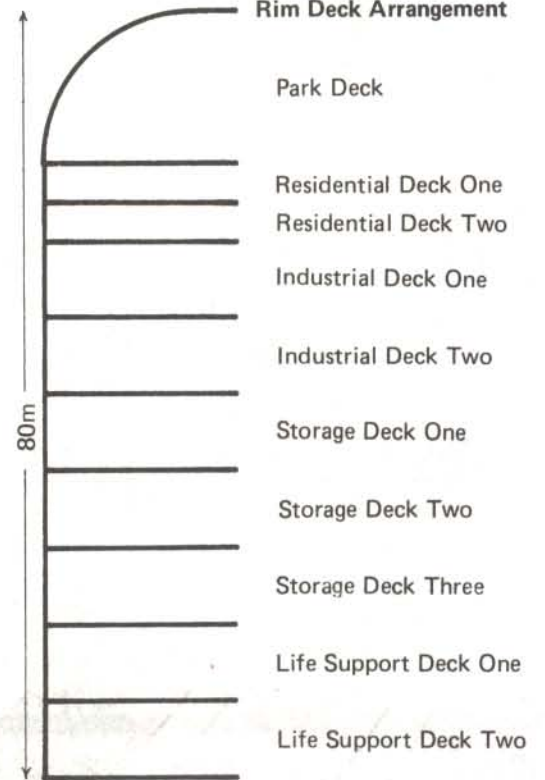 Rim Deck Arrangement
Park Deck
Residential Deck One
Residential Deck Two
Industrial Deck One
Industrial Deck Two
80m
Storage Deck One
Storage Deck Two
Storage Deck Three
Life Support Deck One
Life Support Deck Two